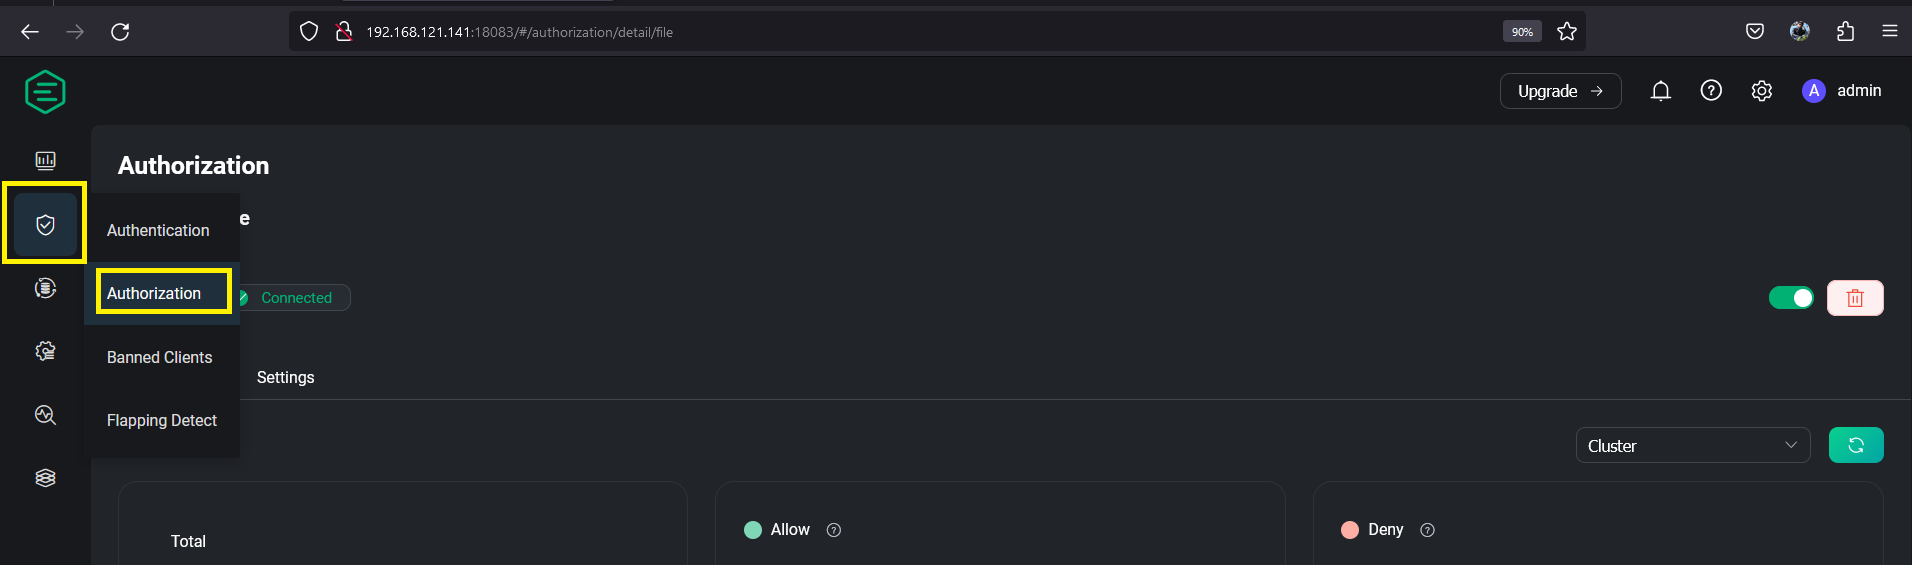 192.168.121.141:18083/#/authorization/detail/file
90%
Upgrade
A
admin
Authorization
e
Authentication
Authorization
Connected
Banned Clients
Settings
Flapping Detect
Cluster
Total
Allow
Deny